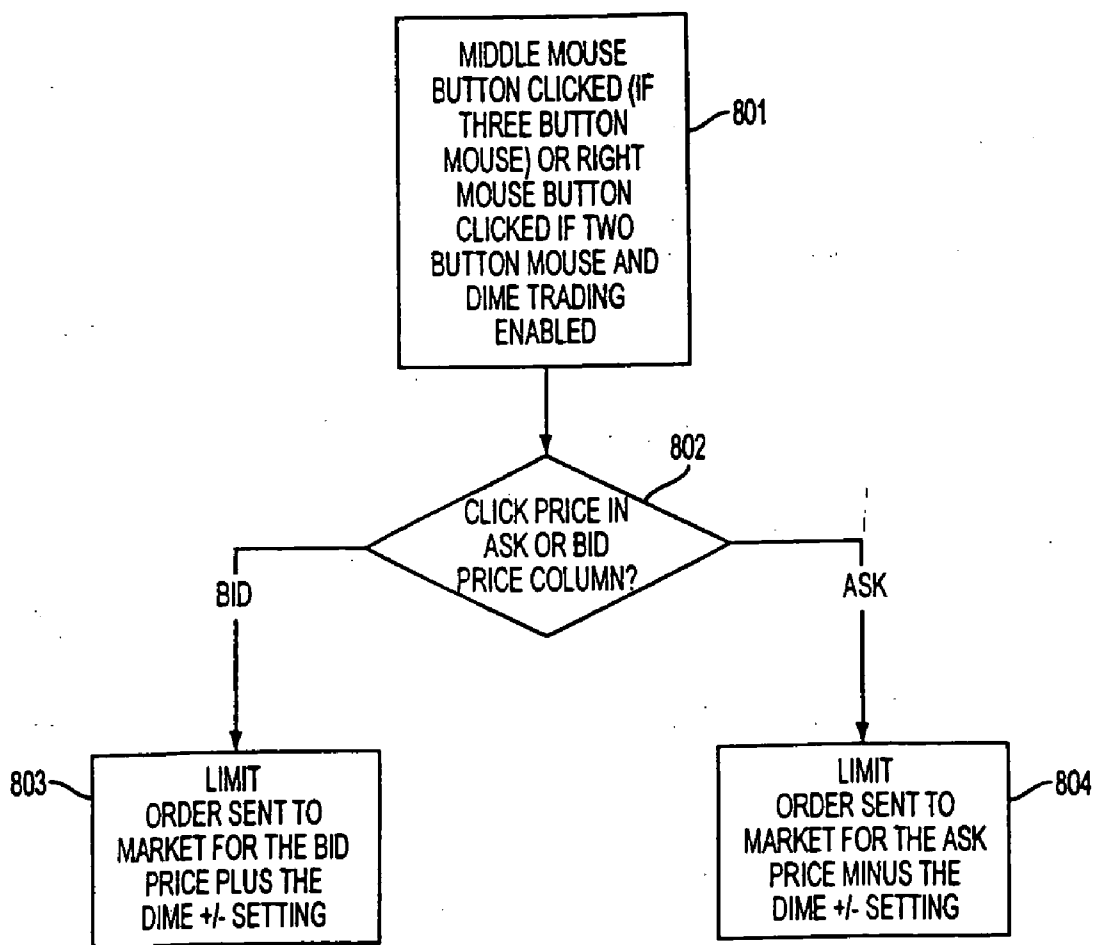 MIDDLE MOUSE
BUTTON CLICKED (IF
THREE BUTTON
MOUSE) OR RIGHT
MOUSE BUTTON
CLICKED IF TWO
BUTTON MOUSE AND
DIME TRADING
ENABLED
801
802
CLICK PRICE IN
ASK OR BID
PRICE COLUMN?
BID
ASK
803
LIMIT
ORDER SENT TO
MARKET FOR THE BID
PRICE PLUS THE
DIME +/- SETTING
LIMIT
ORDER SENT TO
MARKET FOR THE ASK
PRICE MINUS THE
DIME +/- SETTING
804